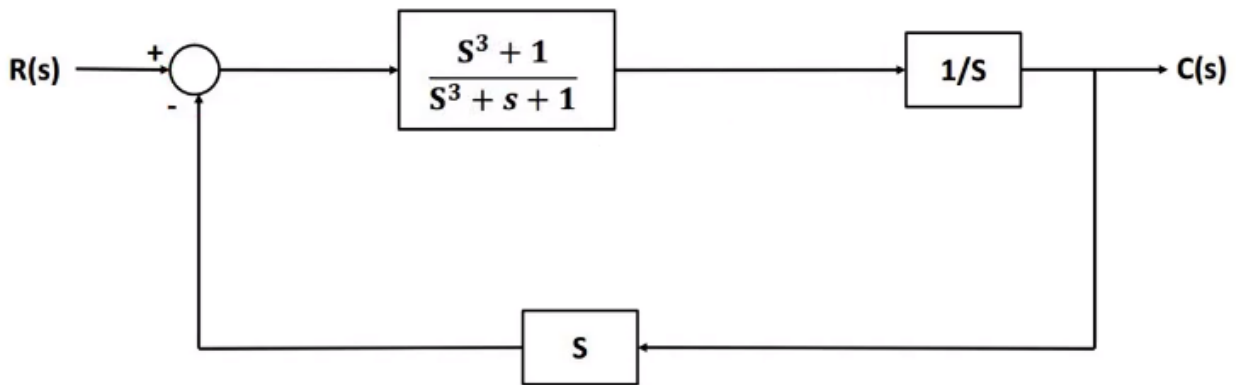 +
R(s)
-
S³ + 1
S³ + s + 1
1/S
C(s)
S